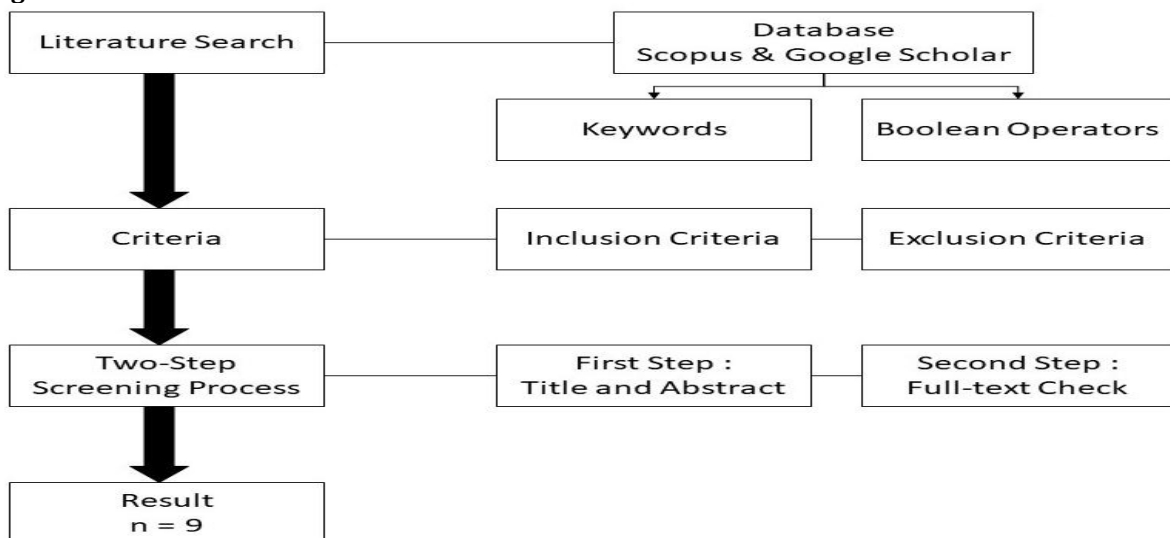 Literature Search
Database
Scopus & Google Scholar
Keywords
Boolean Operators
Criteria
Inclusion Criteria
Exclusion Criteria
Two-Step
Screening Process
First Step :
Title and Abstract
Second Step :
Full-text Check
Result
n = 9